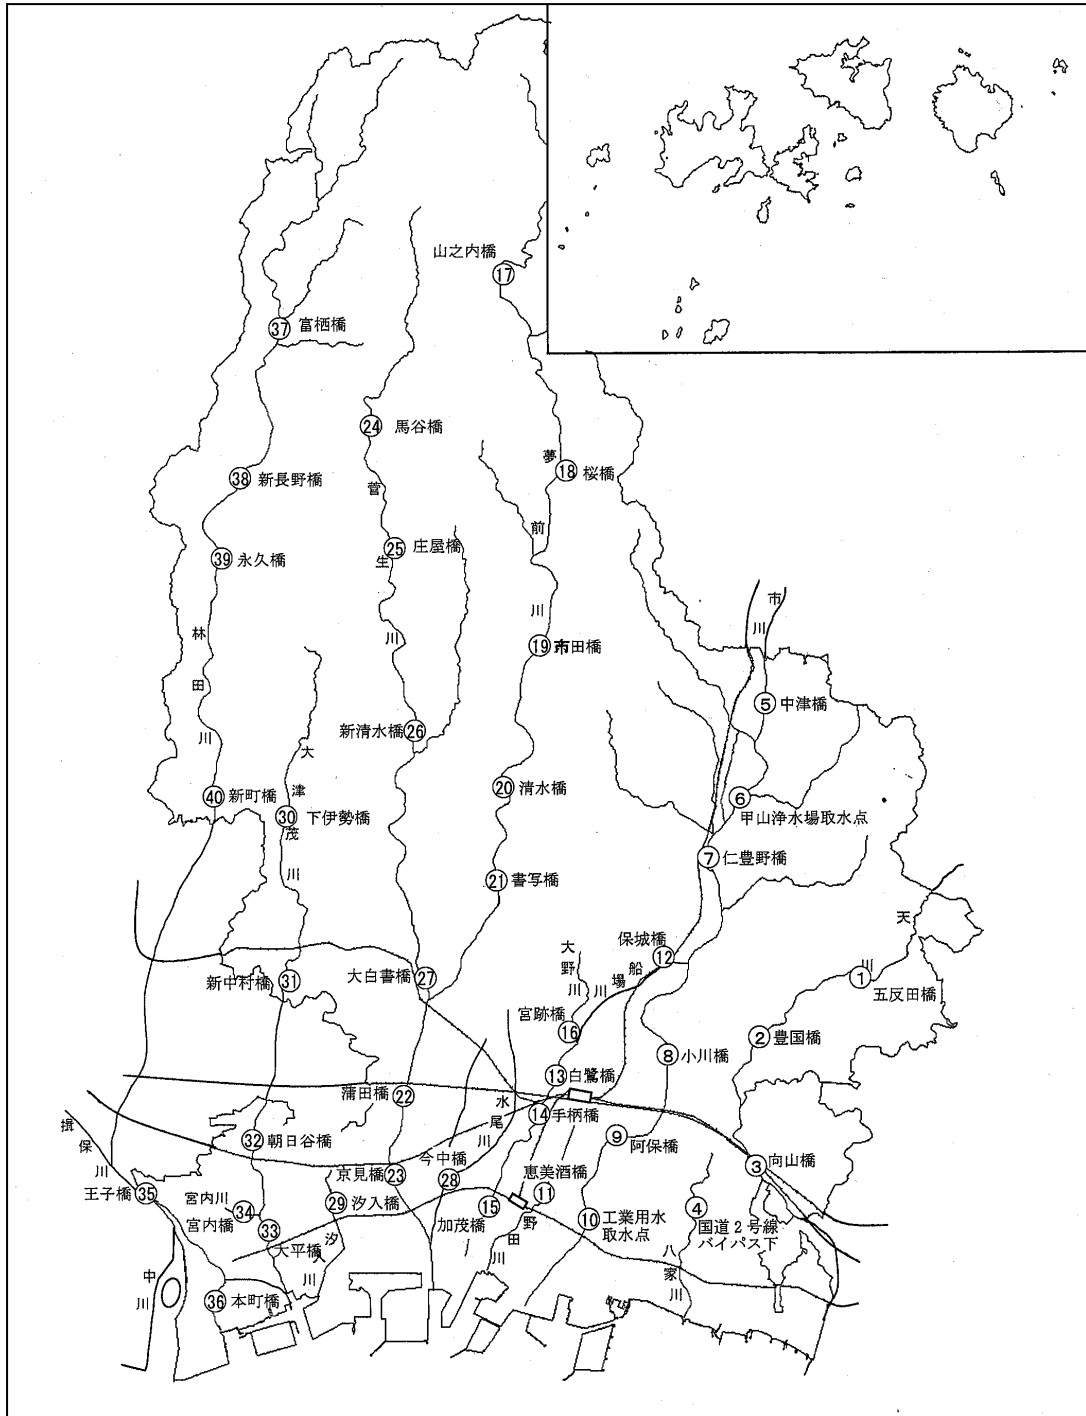 山之内橋
⑰
㊲ 富栖橋
㉔ 馬谷橋
夢
⑱ 桜橋
㊳ 新長野橋
菅
前
㉕ 庄屋橋
生
㊴ 永久橋
市
川
川
林
川
⑲
田橋
田
⑤ 中津橋
川
新清水橋 ㉖
大
津
茂
川
⑳ 清水橋
㊵ 新町橋
㉚ 下伊勢橋
⑥
甲山浄水場取水点
⑦ 仁豊野橋
㉑ 書写橋
天
川
保城橋
⑫
大
野
川
船
場
川
新中村橋 ㉛
大白書橋 ㉗
①
五反田橋
宮跡橋
⑯
② 豊国橋
⑧ 小川橋
⑬ 白鷺橋
蒲田橋
㉒
水
尾
川
⑭ 手柄橋
揖
保
川
㉜ 朝日谷橋
⑨ 阿保橋
今中橋
③ 向山橋
京見橋 ㉓
㉘
恵美酒橋
⑪
王子橋 ㉟
宮内川
宮内橋 ㉞
㉝
大平橋
㉙ 汐入橋
汐
入
川
加茂橋
⑮
野
田
川
⑩ 工業用水
取水点
④
国道2号線
バイパス下
八
家
川
中
川
㊱ 本町橋